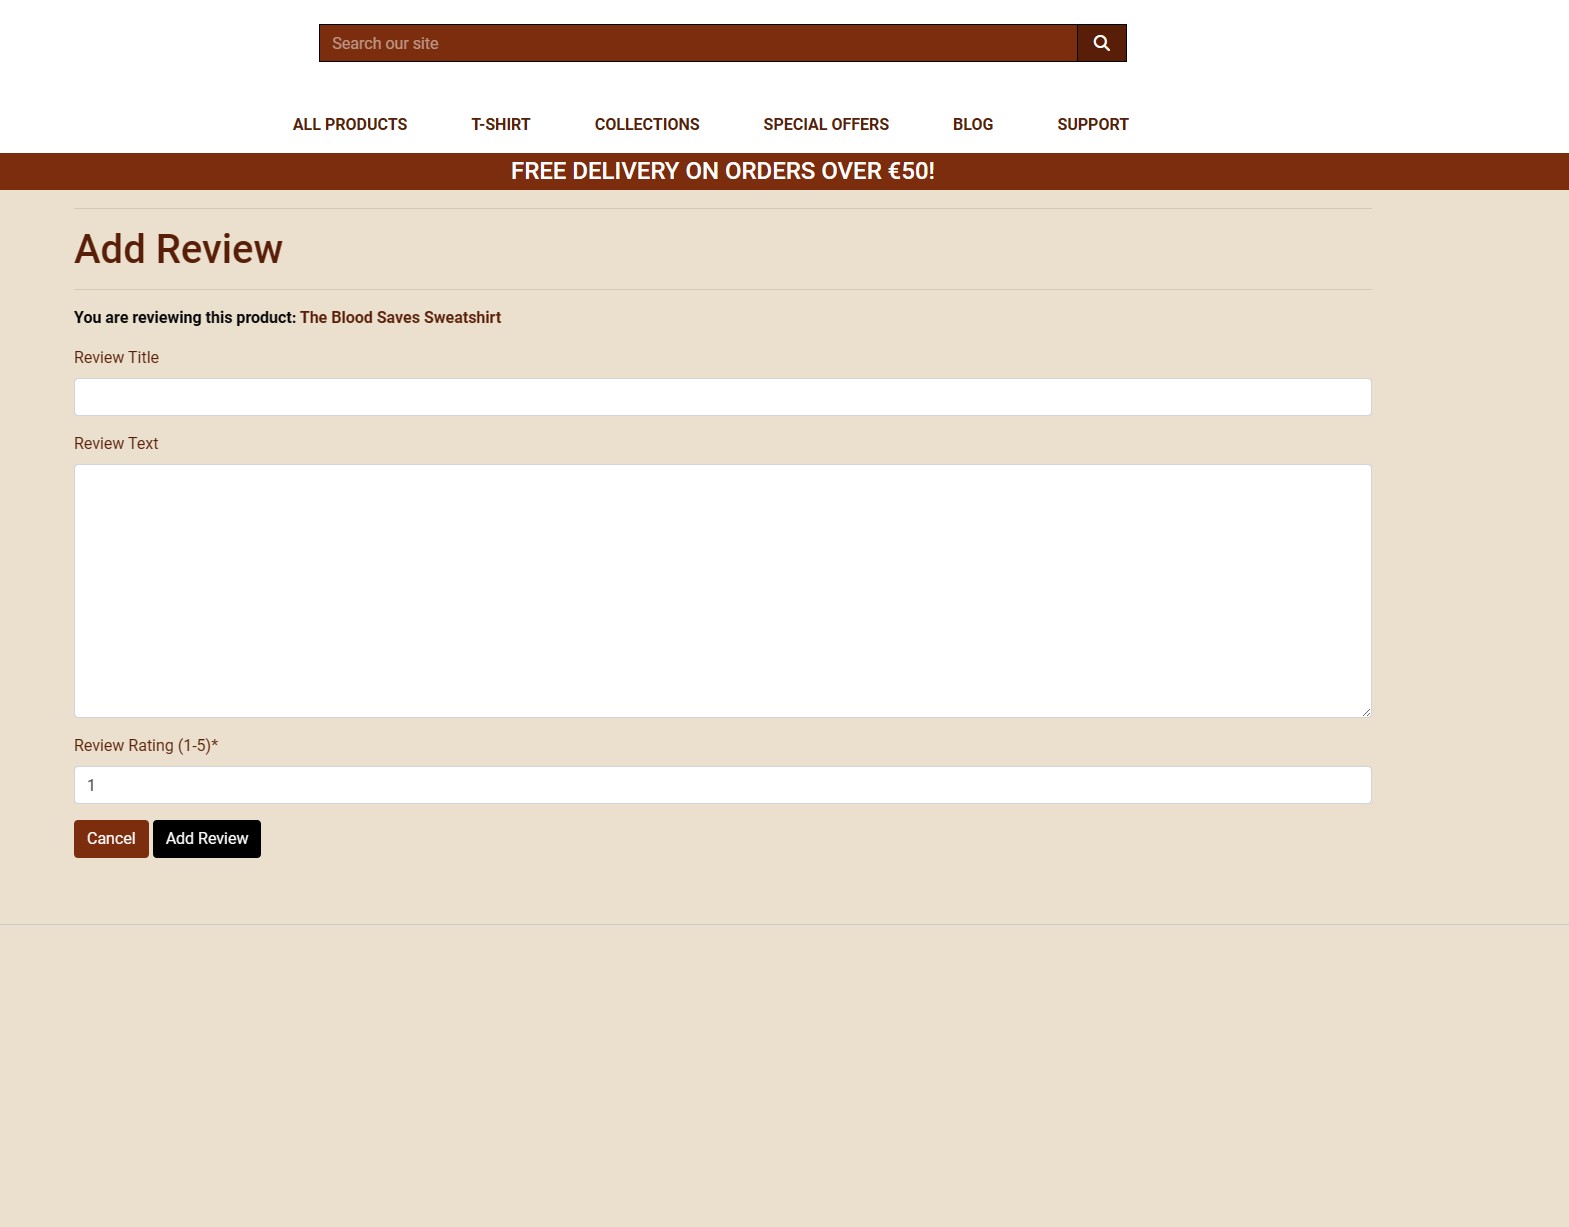 Search our site
ALL PRODUCTS T-SHIRT COLLECTIONS SPECIAL OFFERS BLOG SUPPORT
FREE DELIVERY ON ORDERS OVER €50!
Add Review
You are reviewing this product: The Blood Saves Sweatshirt
Review Title
Review Text
Review Rating (1-5)*
1
Cancel Add Review